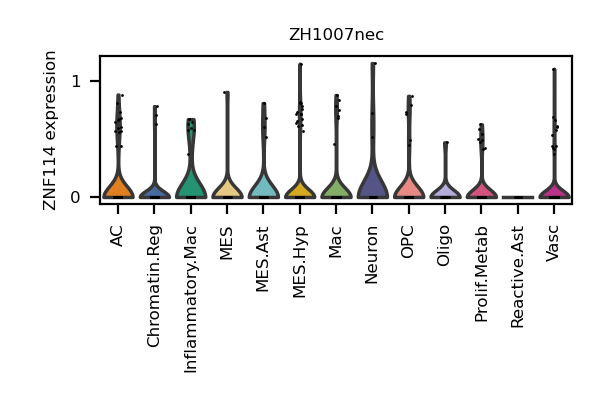 ZH1007nec
ZNF114 expression
1
0
AC
Chromatin.Reg
Inflammatory.Mac
MES
MES.Ast
MES.Hyp
Mac
Neuron
OPC
Oligo
Prolif.Metab
Reactive.Ast
Vasc